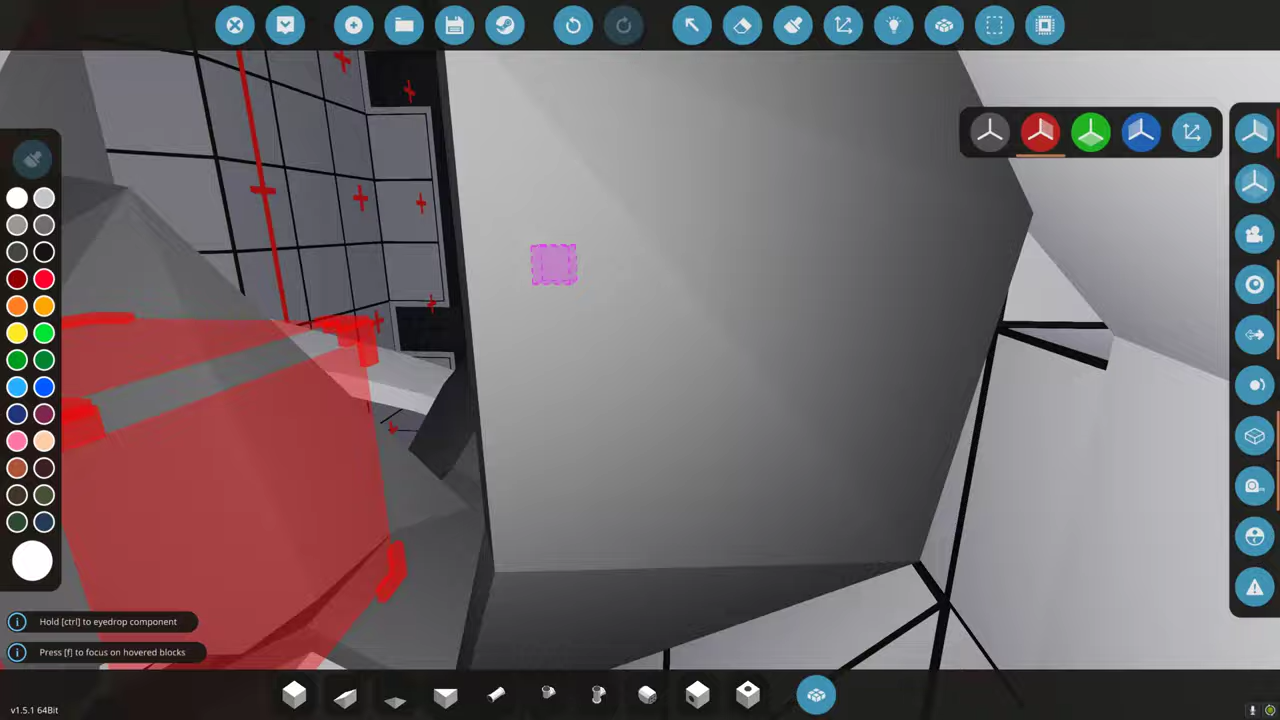 Hold [ctrl] to eyedrop component
Press [f] to focus on hovered blocks
v1.5.1 64Bit